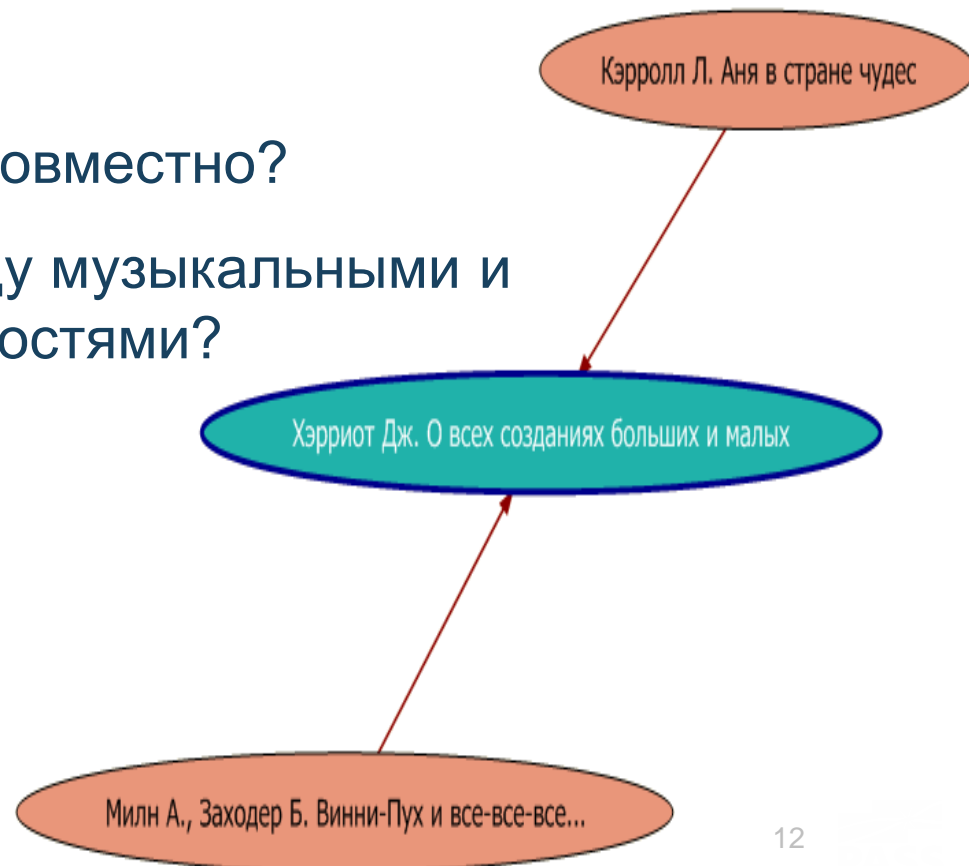 Кэрролл Л. Аня в стране чудес
овместно?
у музыкальными и
остями?
Хэрриот Дж. О всех созданиях больших и малых
Милн А., Заходер Б. Винни-Пух и все-все-все...
12